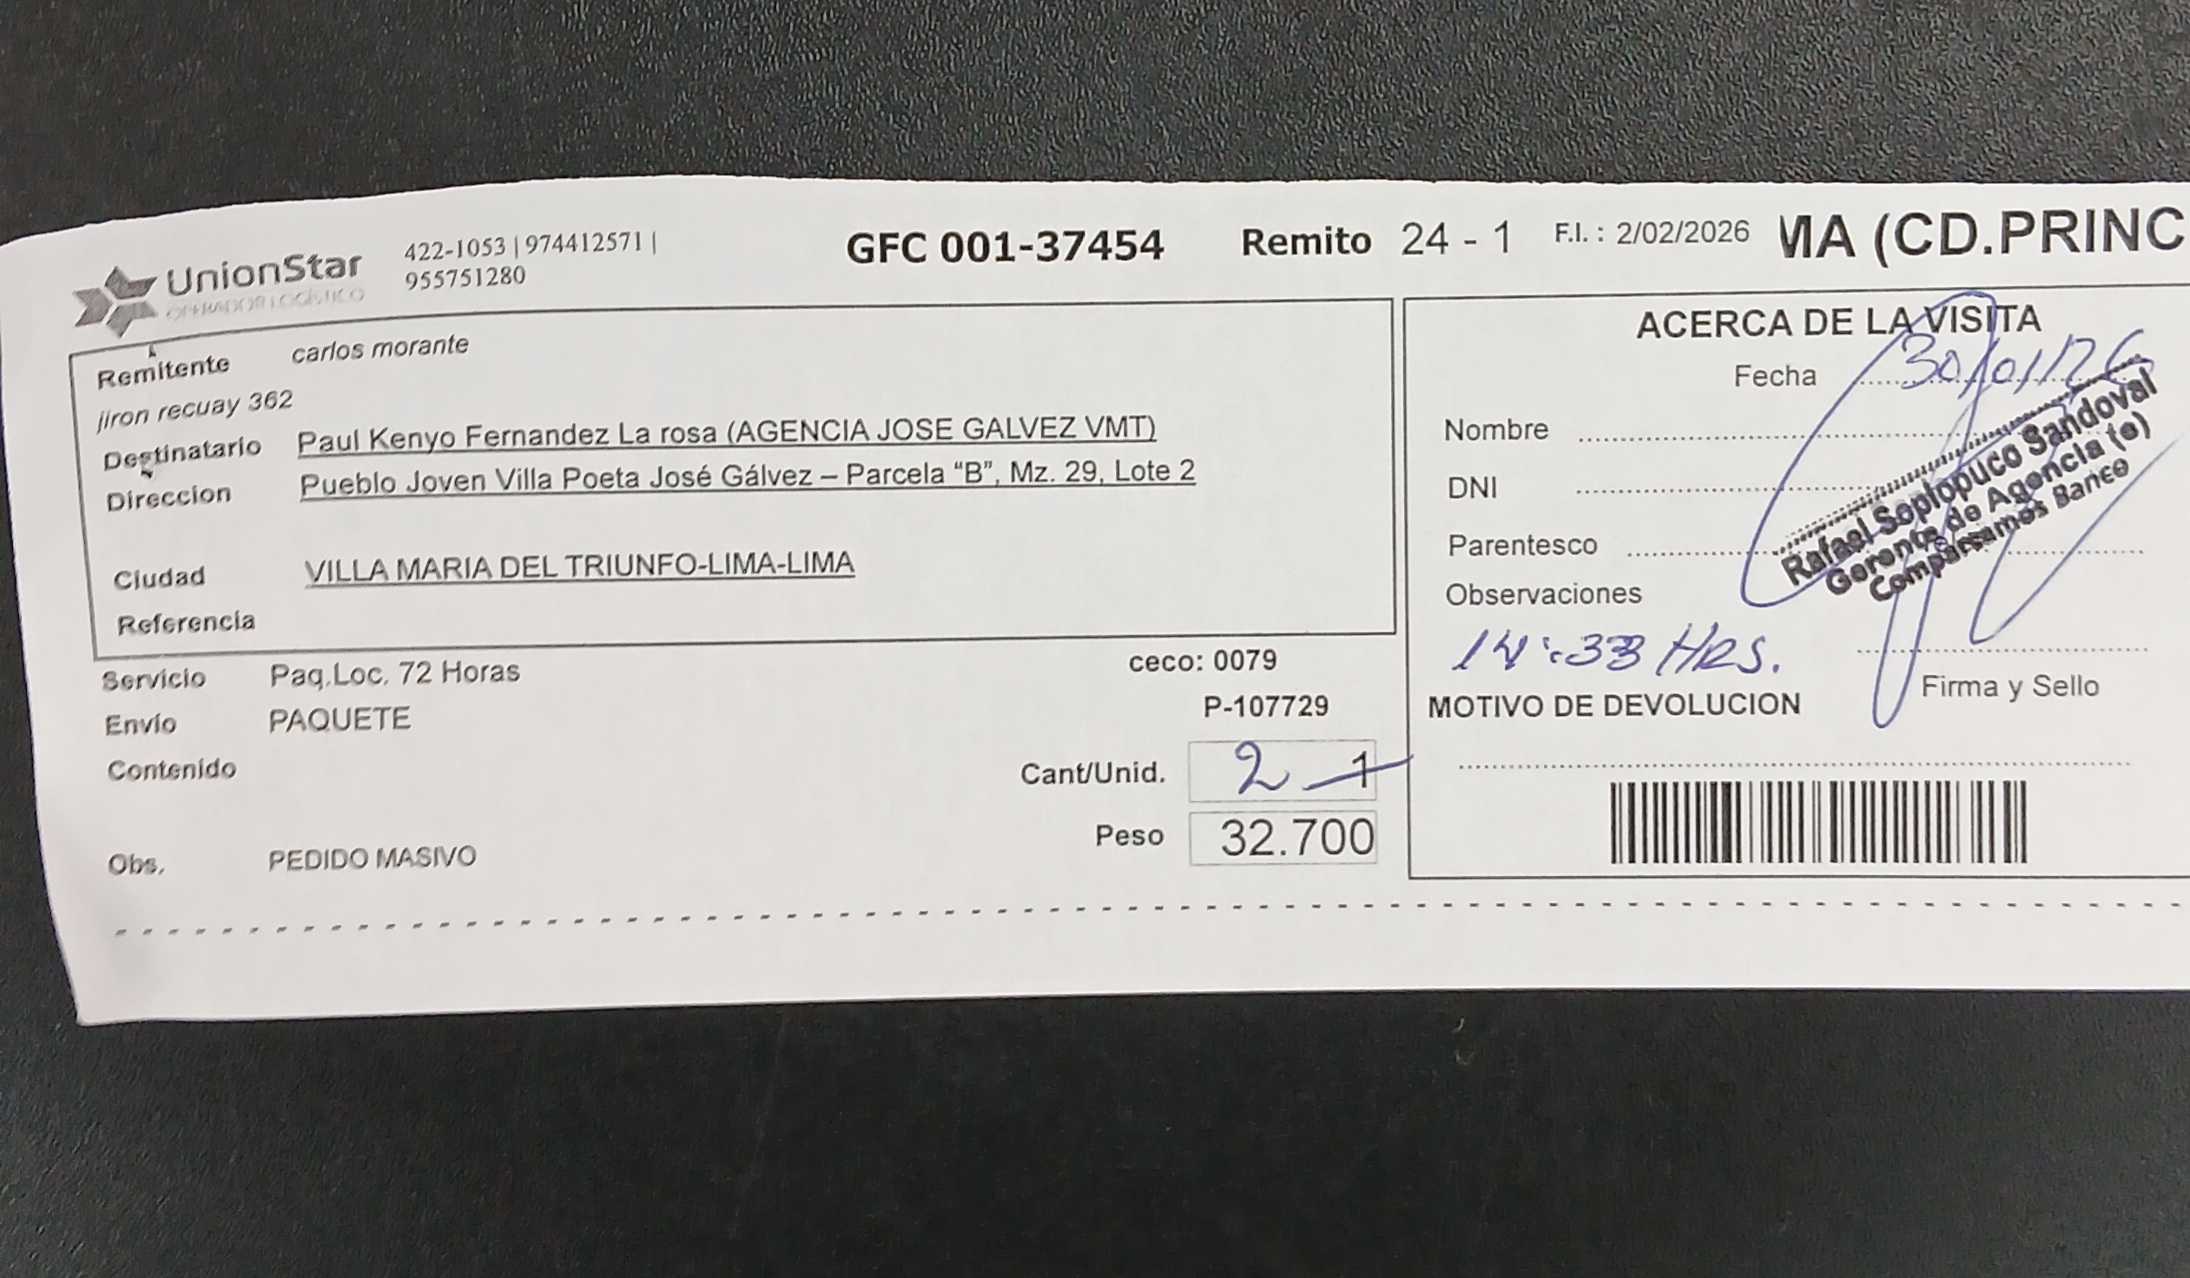 UnionStar
OPERADOR LOGÍSTICO
422-1053 | 974412571 |
955751280
GFC 001-37454
Remito 24 - 1
F.I. : 2/02/2026
MA (CD.PRINC
Remitente carlos morante
jiron recuay 362
Destinatario Paul Kenyo Fernandez La rosa (AGENCIA JOSE GALVEZ VMT)
Direccion Pueblo Joven Villa Poeta José Gálvez – Parcela “B”, Mz. 29, Lote 2
Ciudad VILLA MARIA DEL TRIUNFO-LIMA-LIMA
Referencia
Servicio Paq.Loc. 72 Horas
ceco: 0079
Envío PAQUETE
P-107729
Contenido
Cant/Unid. 2 1
Peso 32.700
Obs. PEDIDO MASIVO
ACERCA DE LA VISITA
Fecha 30/01/26
Nombre
DNI
Parentesco
Observaciones
14:33 HRS.
Rafael Soplopuco Sandoval
Gerente de Agencia (e)
Compartamos Banco
Firma y Sello
MOTIVO DE DEVOLUCION